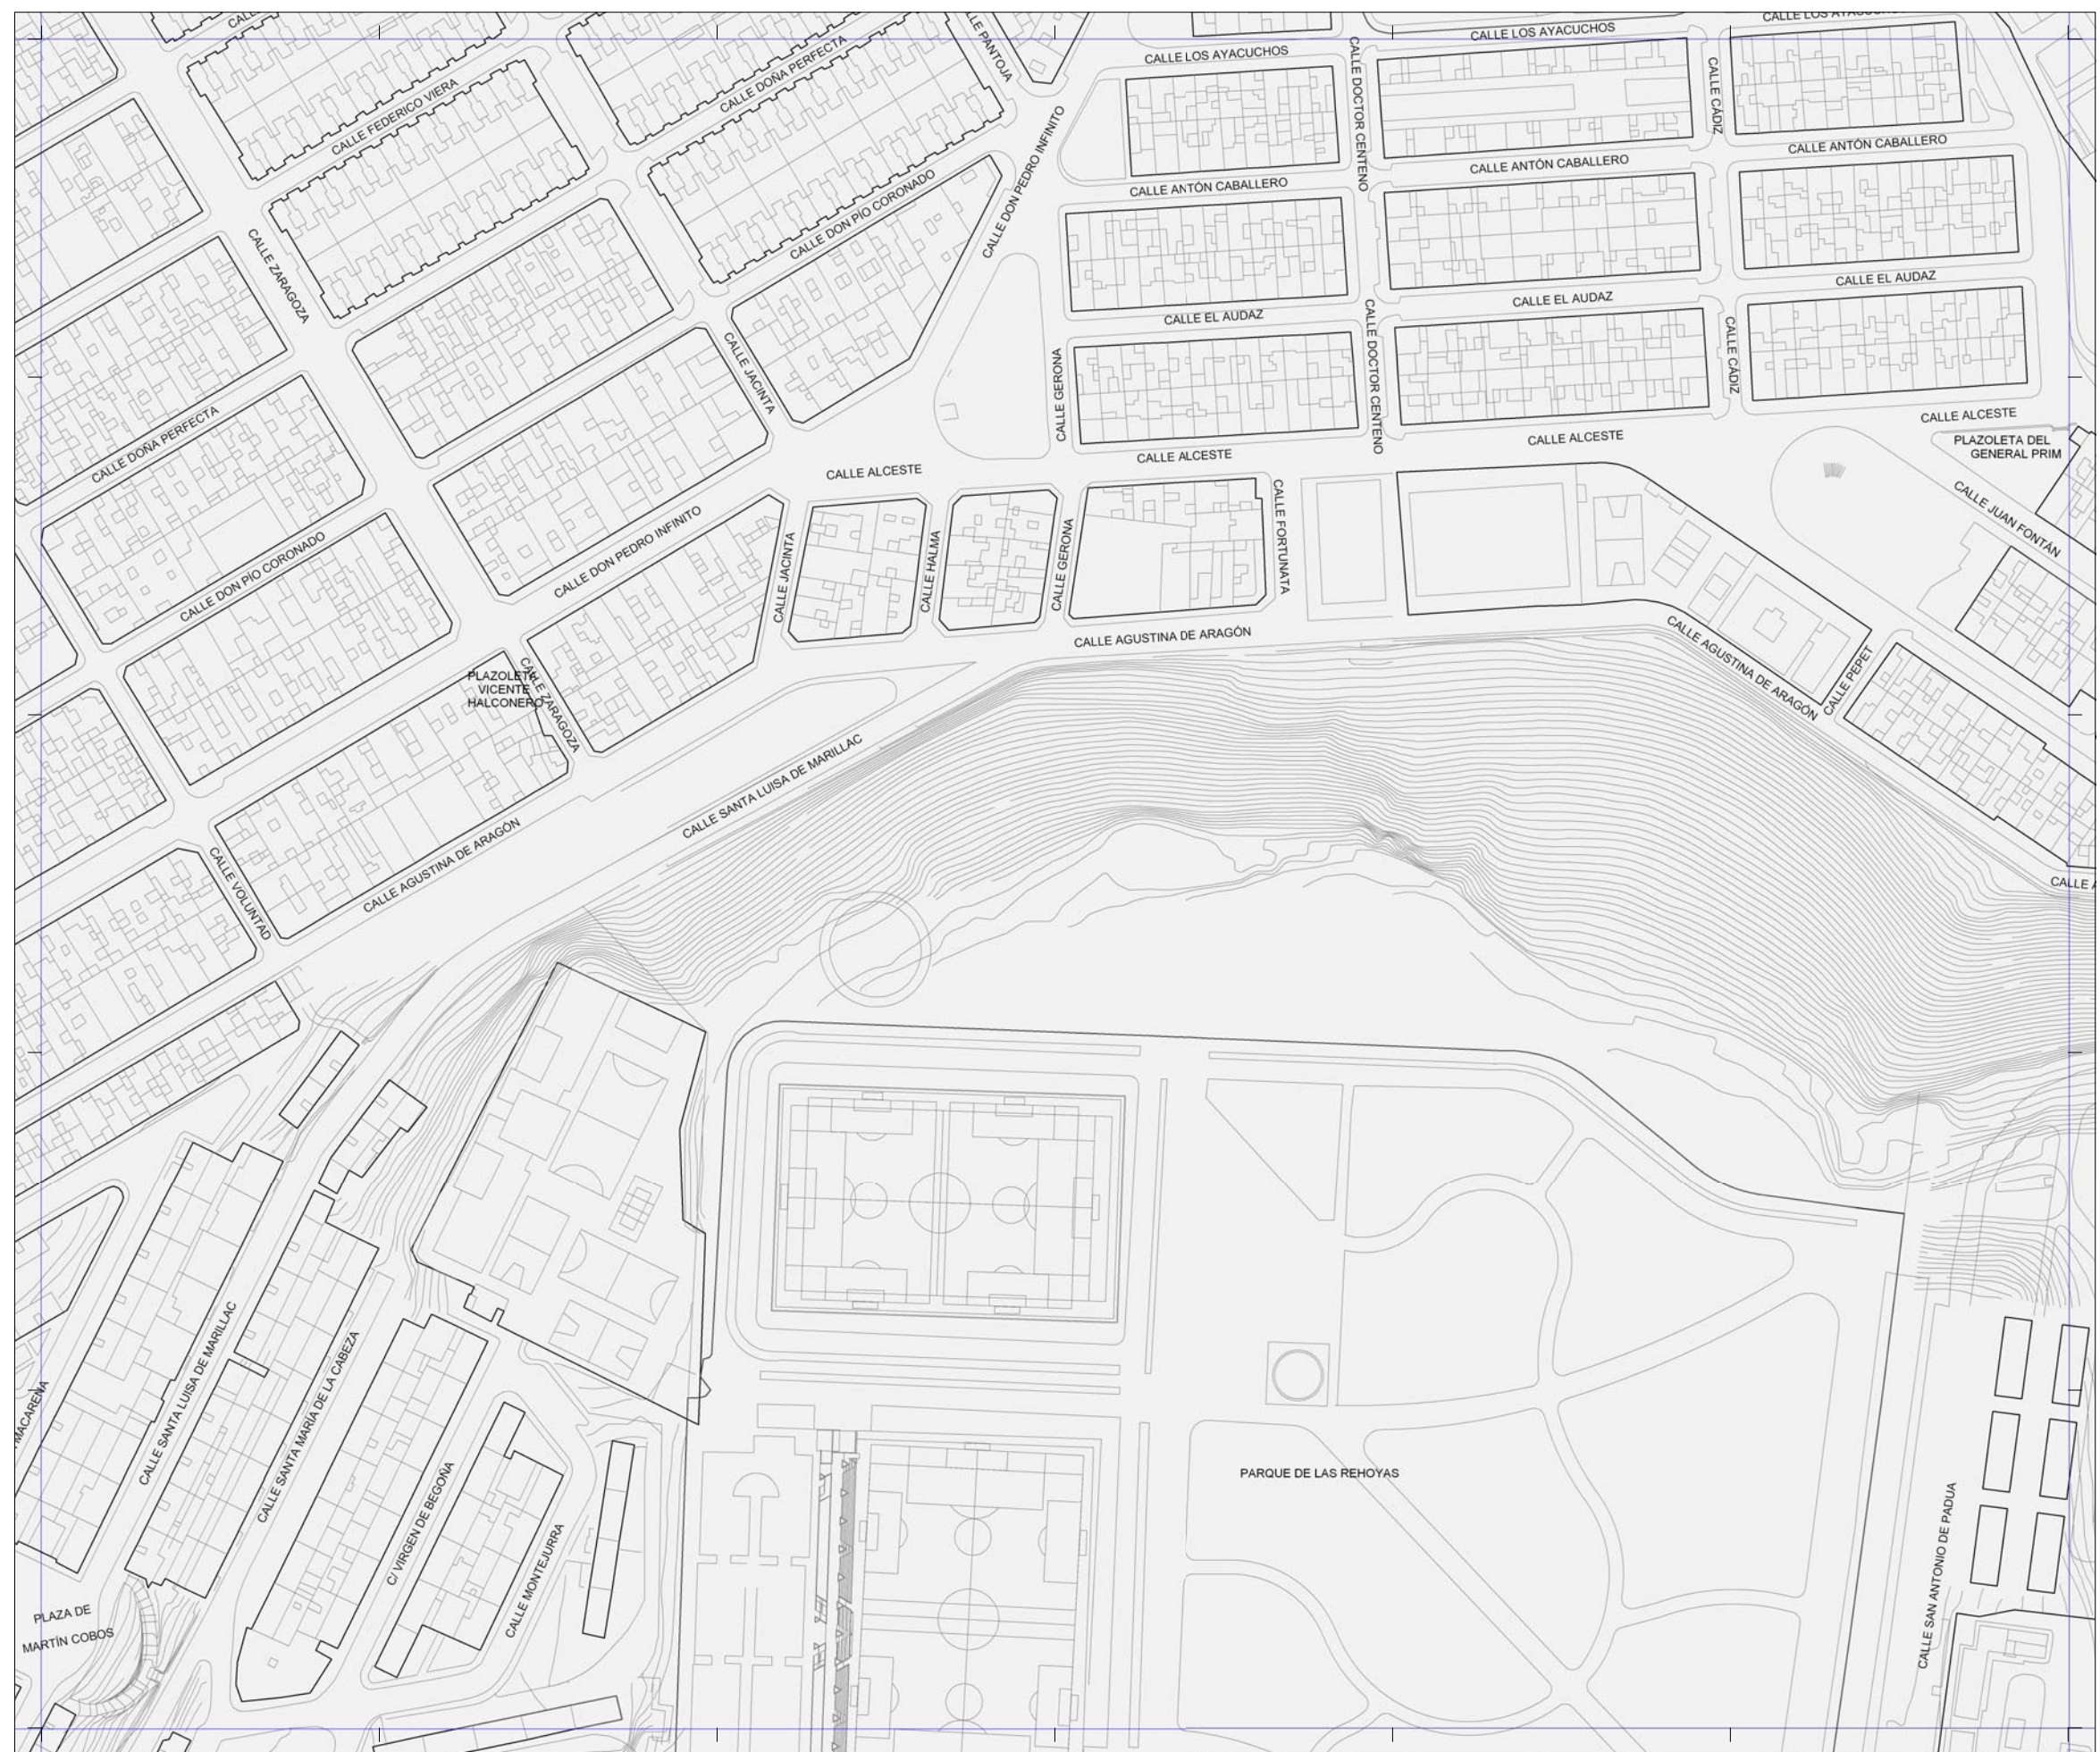 CALLE LOS AYACUCHOS
CALLE LOS AYACUCHOS
CALLE PANTOJA
CALLE DOÑA PERFECTA
CALLE FEDERICO VIERA
CALLE DOCTOR CENTENO
CALLE CÁDIZ
CALLE ANTÓN CABALLERO
CALLE ANTÓN CABALLERO
CALLE ANTÓN CABALLERO
CALLE DON PEDRO INFINITO
CALLE DON PÍO CORONADO
CALLE ZARAGOZA
CALLE EL AUDAZ
CALLE EL AUDAZ
CALLE EL AUDAZ
CALLE JACINTA
CALLE GERONA
CALLE DOCTOR CENTENO
CALLE CÁDIZ
CALLE DOÑA PERFECTA
CALLE ALCESTE
CALLE ALCESTE
CALLE ALCESTE
CALLE ALCESTE
PLAZOLETA DEL
GENERAL PRIM
CALLE JUAN FONTÁN
CALLE DON PÍO CORONADO
CALLE DON PEDRO INFINITO
CALLE JACINTA
CALLE HALMA
CALLE GERONA
CALLE FORTUNATA
CALLE AGUSTINA DE ARAGÓN
CALLE AGUSTINA DE ARAGÓN
CALLE PEPET
PLAZOLETA
VICENTE
HALCONERO
CALLE ZARAGOZA
CALLE SANTA LUISA DE MARILLAC
CALLE AGUSTINA DE ARAGÓN
CALLE VOLUNTAD
CALLE
MACARENA
CALLE SANTA LUISA DE MARILLAC
CALLE SANTA MARÍA DE LA CABEZA
C/ VIRGEN DE BEGOÑA
CALLE MONTEJURRA
PARQUE DE LAS REHOYAS
CALLE SAN ANTONIO DE PADUA
PLAZA DE
MARTÍN COBOS